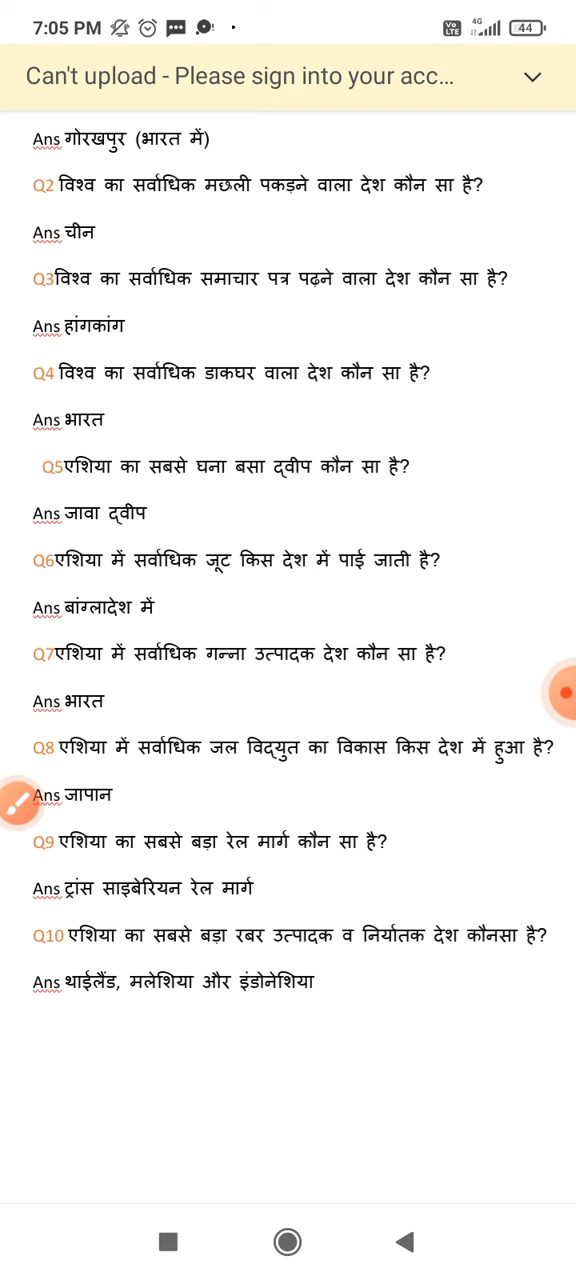 7:05 PM
4G
Vo LTE
44
Can't upload - Please sign into your acc...
Ans गोरखपुर (भारत में)
Q2 विश्व का सर्वाधिक मछली पकड़ने वाला देश कौन सा है?
Ans चीन
Q3विश्व का सर्वाधिक समाचार पत्र पढ़ने वाला देश कौन सा है?
Ans हांगकांग
Q4 विश्व का सर्वाधिक डाकघर वाला देश कौन सा है?
Ans भारत
Q5एशिया का सबसे घना बसा द्वीप कौन सा है?
Ans जावा द्वीप
Q6एशिया में सर्वाधिक जूट किस देश में पाई जाती है?
Ans बांग्लादेश में
Q7एशिया में सर्वाधिक गन्ना उत्पादक देश कौन सा है?
Ans भारत
Q8 एशिया में सर्वाधिक जल विद्युत का विकास किस देश में हुआ है?
Ans जापान
Q9 एशिया का सबसे बड़ा रेल मार्ग कौन सा है?
Ans ट्रांस साइबेरियन रेल मार्ग
Q10 एशिया का सबसे बड़ा रबर उत्पादक व निर्यातक देश कौनसा है?
Ans थाईलैंड, मलेशिया और इंडोनेशिया